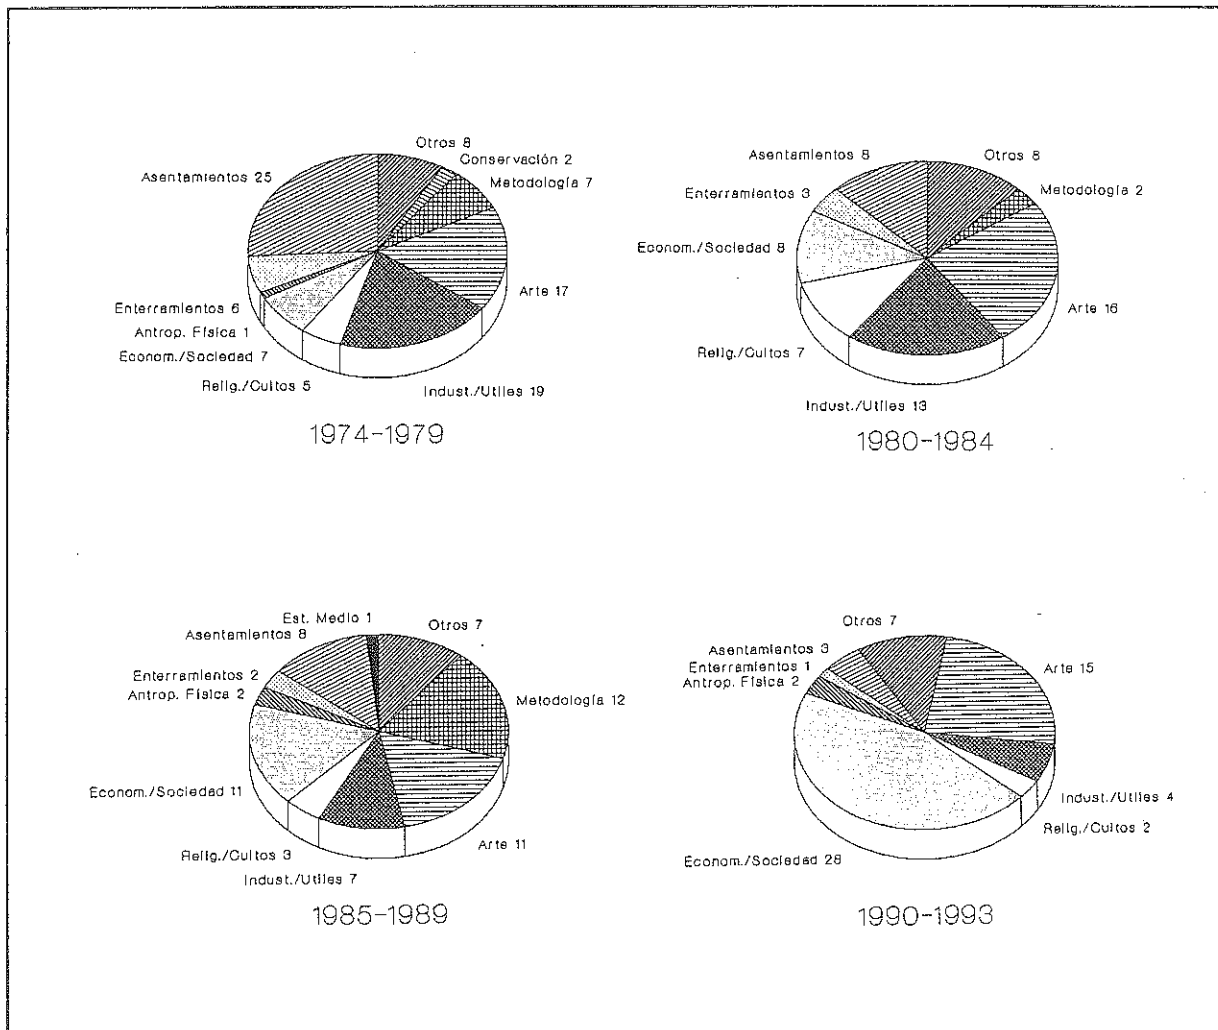 Otros 8
Conservación 2
Metodología 7
Asentamientos 25
Arte 17
Enterramientos 6
Antrop. Física 1
Econom./Sociedad 7
Relig./Cultos 5
Indust./Utiles 19
1974-1979
Asentamientos 8
Otros 8
Enterramientos 3
Metodología 2
Econom./Sociedad 8
Arte 16
Relig./Cultos 7
Indust./Utiles 13
1980-1984
Est. Medio 1
Otros 7
Asentamientos 8
Enterramientos 2
Antrop. Física 2
Metodología 12
Econom./Sociedad 11
Arte 11
Relig./Cultos 3
Indust./Utiles 7
1985-1989
Otros 7
Asentamientos 3
Enterramientos 1
Antrop. Física 2
Arte 15
Indust./Utiles 4
Relig./Cultos 2
Econom./Sociedad 28
1990-1993